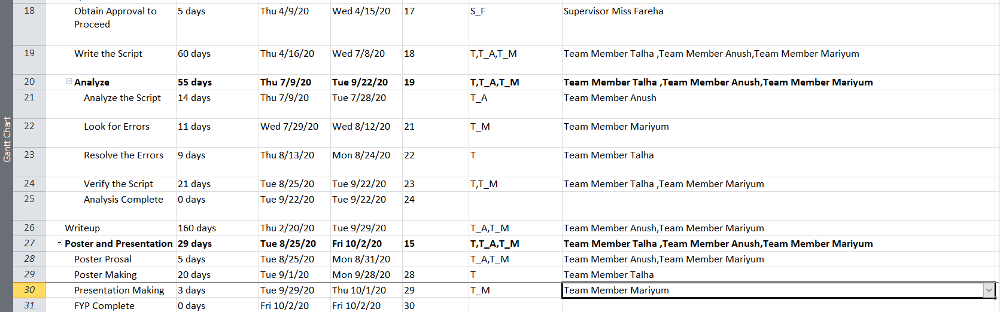 18 Obtain Approval to 5 days Thu 4/9/20 Wed 4/15/20 17 S_F Supervisor Miss Fareha
Proceed
19 Write the Script 60 days Thu 4/16/20 Wed 7/8/20 18 T,T_A,T_M Team Member Talha ,Team Member Anush,Team Member Mariyum
20 Analyze 55 days Thu 7/9/20 Tue 9/22/20 19 T,T_A,T_M Team Member Talha ,Team Member Anush,Team Member Mariyum
21 Analyze the Script 14 days Thu 7/9/20 Tue 7/28/20 T_A Team Member Anush
22 Look for Errors 11 days Wed 7/29/20 Wed 8/12/20 21 T_M Team Member Mariyum
23 Resolve the Errors 9 days Thu 8/13/20 Mon 8/24/20 22 T Team Member Talha
24 Verify the Script 21 days Tue 8/25/20 Tue 9/22/20 23 T,T_M Team Member Talha ,Team Member Mariyum
25 Analysis Complete 0 days Tue 9/22/20 Tue 9/22/20 24
26 Writeup 160 days Thu 2/20/20 Tue 9/29/20 T_A,T_M Team Member Anush,Team Member Mariyum
27 Poster and Presentation 29 days Tue 8/25/20 Fri 10/2/20 15 T,T_A,T_M Team Member Talha ,Team Member Anush,Team Member Mariyum
28 Poster Prosal 5 days Tue 8/25/20 Mon 8/31/20 T_A,T_M Team Member Anush,Team Member Mariyum
29 Poster Making 20 days Tue 9/1/20 Mon 9/28/20 28 T Team Member Talha
30 Presentation Making 3 days Tue 9/29/20 Thu 10/1/20 29 T_M Team Member Mariyum
31 FYP Complete 0 days Fri 10/2/20 Fri 10/2/20 30
Gantt Chart